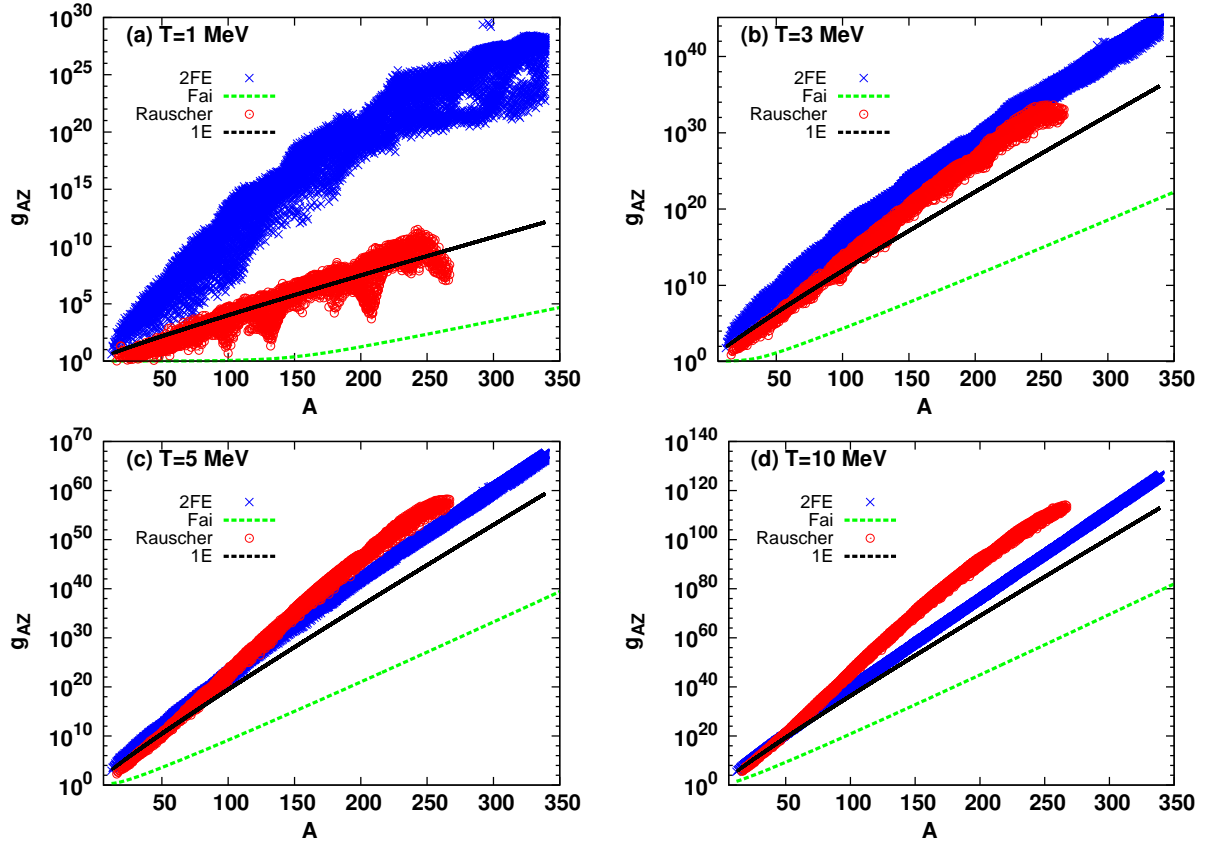 (a) T=1 MeV
2FE
Fai
Rauscher
1E
g_AZ
10^30
10^25
10^20
10^15
10^10
10^5
10^0
50 100 150 200 250 300 350
A
(b) T=3 MeV
2FE
Fai
Rauscher
1E
g_AZ
10^40
10^30
10^20
10^10
10^0
50 100 150 200 250 300 350
A
(c) T=5 MeV
2FE
Fai
Rauscher
1E
g_AZ
10^70
10^60
10^50
10^40
10^30
10^20
10^10
10^0
50 100 150 200 250 300 350
A
(d) T=10 MeV
2FE
Fai
Rauscher
1E
g_AZ
10^140
10^120
10^100
10^80
10^60
10^40
10^20
10^0
50 100 150 200 250 300 350
A